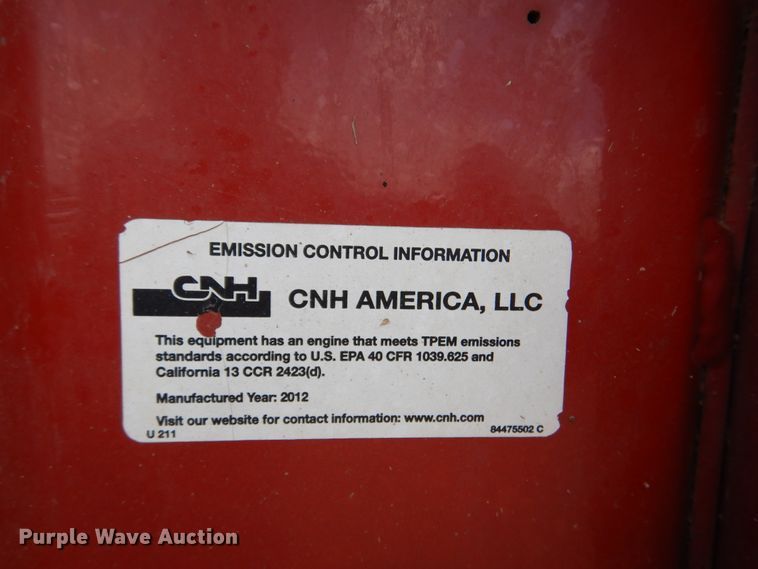 EMISSION CONTROL INFORMATION
CNH CNH AMERICA, LLC
This equipment has an engine that meets TPEM emissions
standards according to U.S. EPA 40 CFR 1039.625 and
California 13 CCR 2423(d).
Manufactured Year: 2012
Visit our website for contact information: www.cnh.com
U 211 84475502 C
Purple Wave Auction